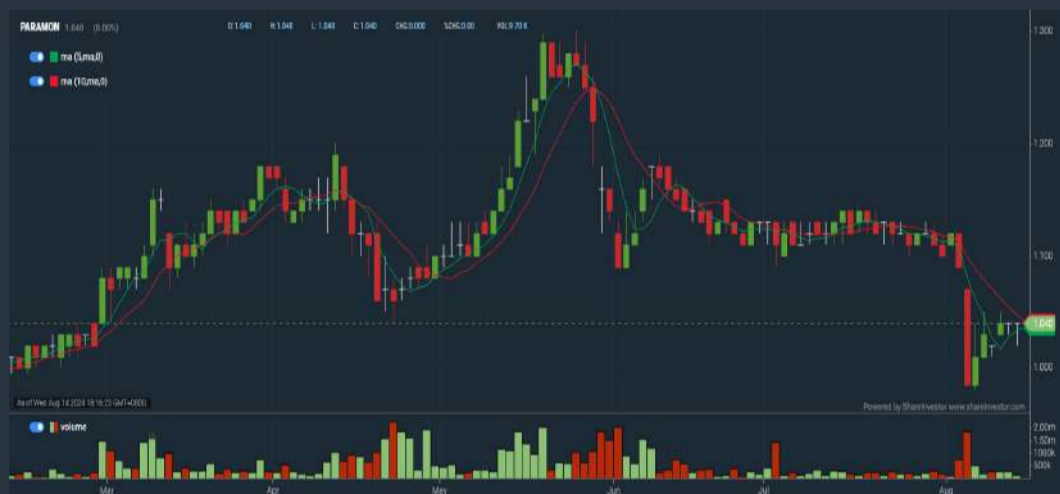 PARAMON 1.040 (0.00%) O:1.040 H:1.040 L:1.040 C:1.040 CHG:0.000 %CHG:0.00 VOL:9.70 K
ma (5,ma,0)
ma (10,ma,0)
1.300
1.200
1.100
1.040
1.000
As of Wed Aug 14 2024 18:16:23 GMT+0800
Powered by ShareInvestor www.shareinvestor.com
volume
2.00m
1.50m
1000k
500k
Mar Apr May Jun Jul Aug